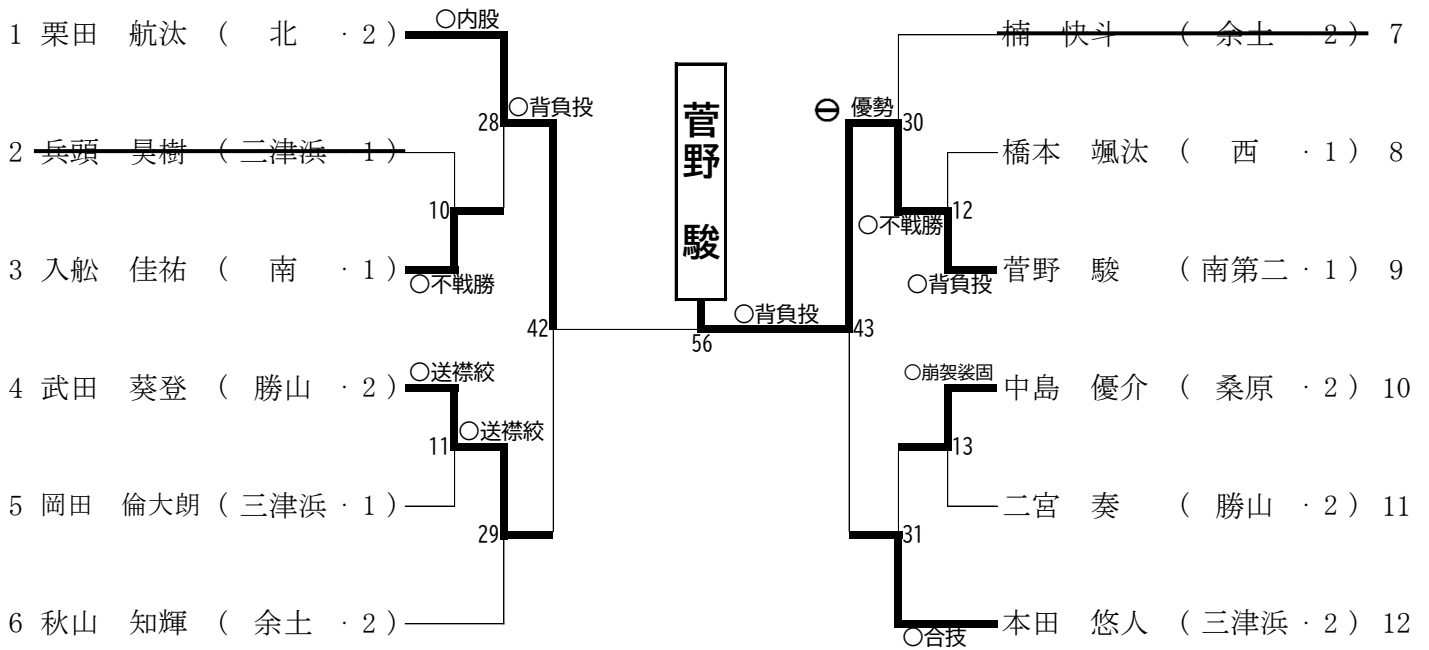 1 栗田 航汰 ( 北 ・2)
○内股
28
○背負投
2 兵頭 昊樹 (三津浜・1)
10
3 入舩 佳祐 ( 南 ・1)
○不戦勝
42
4 武田 葵登 ( 勝山 ・2)
○送襟絞
11
○送襟絞
5 岡田 倫大朗 (三津浜・1)
29
6 秋山 知輝 ( 余土 ・2)
菅野 駿
56
○背負投
楠 快斗 ( 余土 2) 7
優勢
30
橋本 颯汰 ( 西 ・1) 8
12
○不戦勝
菅野 駿 (南第二・1) 9
○背負投
43
○崩袈裟固
中島 優介 ( 桑原 ・2) 10
13
二宮 奏 ( 勝山 ・2) 11
31
本田 悠人 (三津浜・2) 12
○合技